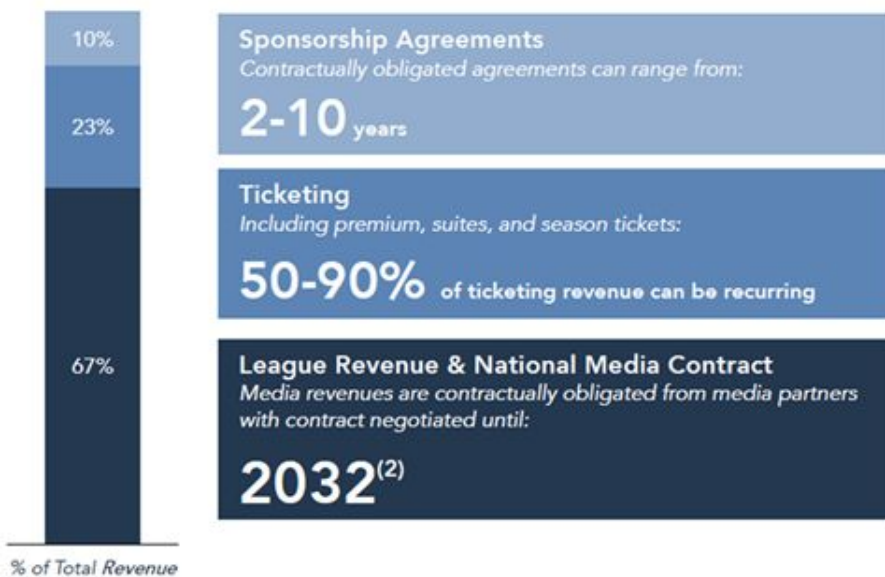 10%
Sponsorship Agreements
Contractually obligated agreements can range from:
2-10 years
23%
Ticketing
Including premium, suites, and season tickets:
50-90% of ticketing revenue can be recurring
67%
League Revenue & National Media Contract
Media revenues are contractually obligated from media partners
with contract negotiated until:
2032(2)
% of Total Revenue